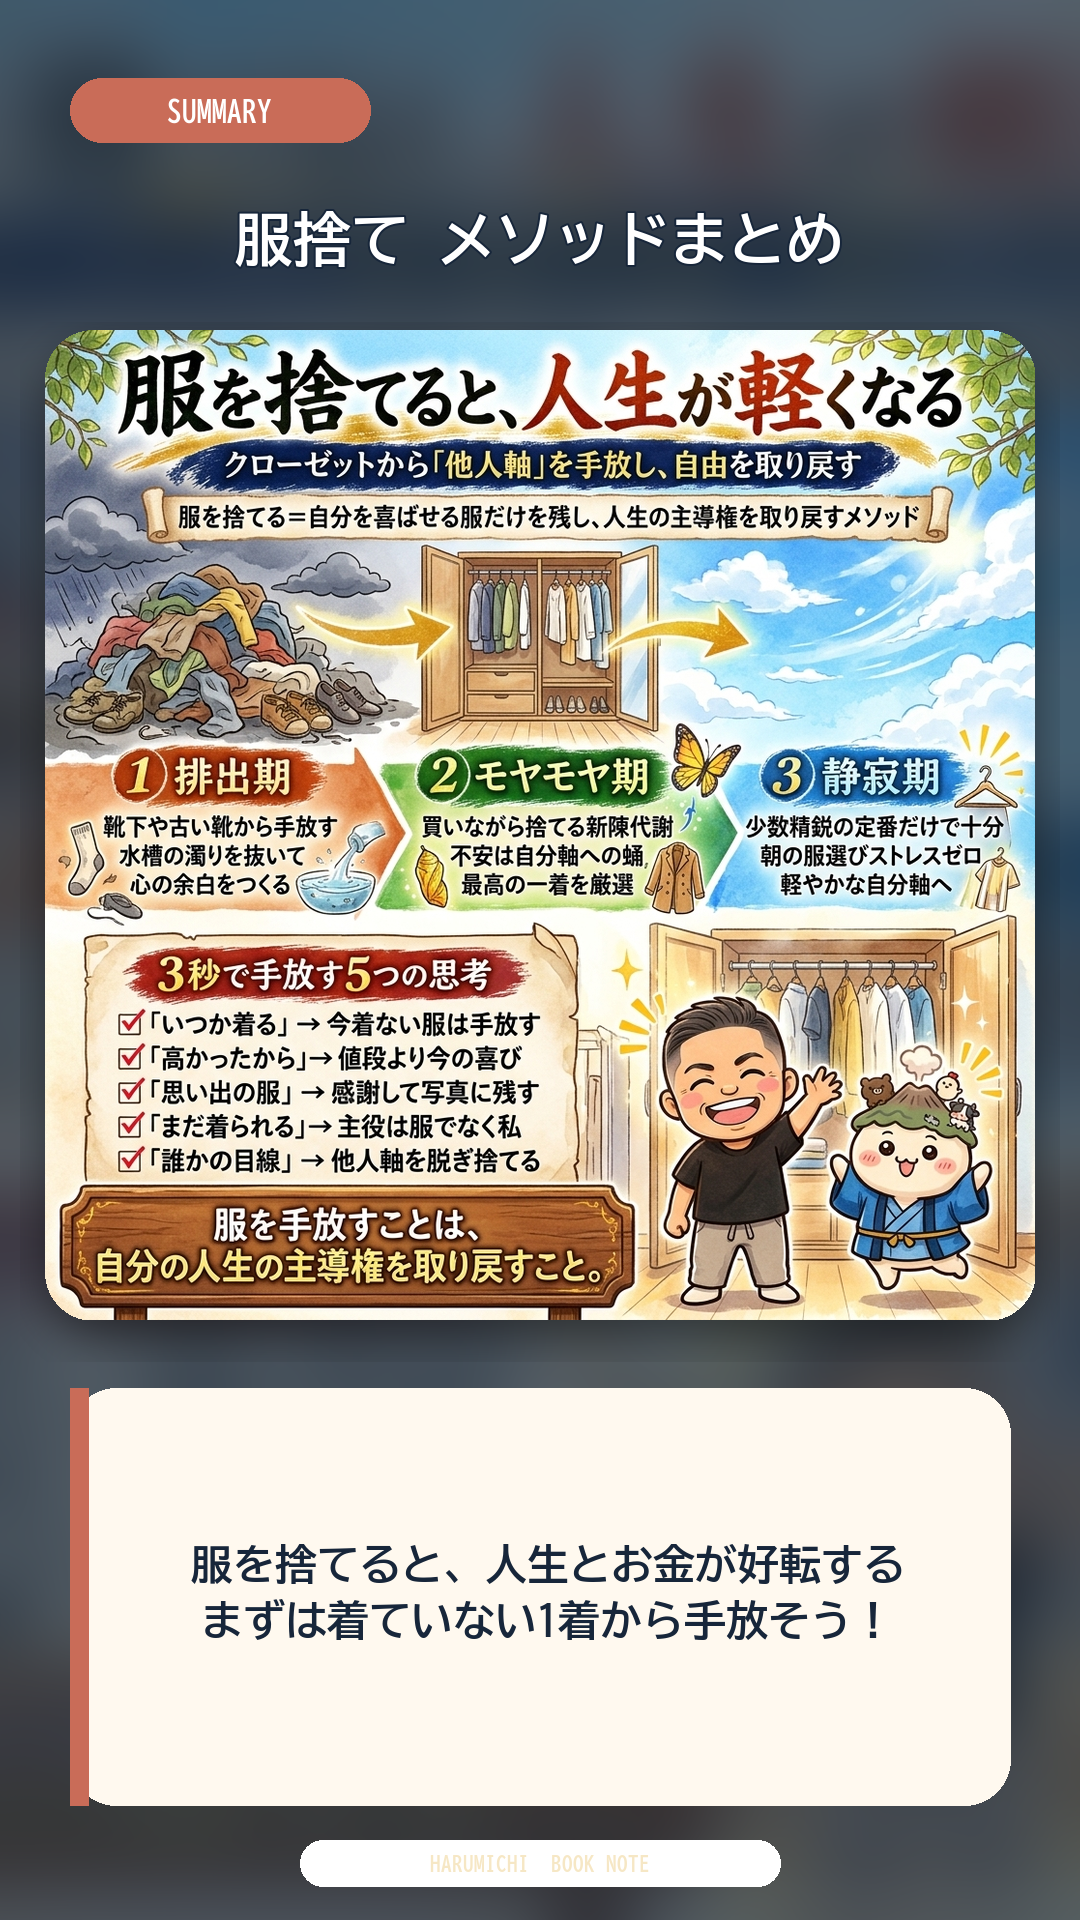 SUMMARY
服捨て メソッドまとめ
服を捨てると、人生が軽くなる
クローゼットから「他人軸」を手放し、自由を取り戻す
服を捨てる＝自分を喜ばせる服だけを残し、人生の主導権を取り戻すメソッド
1 排出期
靴下や古い靴から手放す
水槽の濁りを抜いて
心の余白をつくる
2 モヤモヤ期
買いながら捨てる新陳代謝
不安は自分軸への蛹
最高の一着を厳選
3 静寂期
少数精鋭の定番だけで十分
朝の服選びストレスゼロ
軽やかな自分軸へ
3秒で手放す5つの思考
「いつか着る」→ 今着ない服は手放す
「高かったから」→ 値段より今の喜び
「思い出の服」→ 感謝して写真に残す
「まだ着られる」→ 主役は服でなく私
「誰かの目線」→ 他人軸を脱ぎ捨てる
服を手放すことは、
自分の人生の主導権を取り戻すこと。
服を捨てると、人生とお金が好転する
まずは着ていない1着から手放そう！
HARUMICHI BOOK NOTE